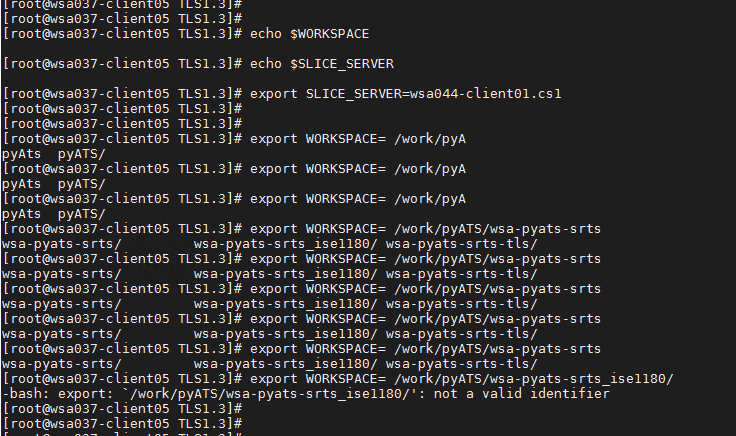 [root@wsa037-client05 TLS1.3]#
[root@wsa037-client05 TLS1.3]#
[root@wsa037-client05 TLS1.3]# echo $WORKSPACE
[root@wsa037-client05 TLS1.3]# echo $SLICE_SERVER
[root@wsa037-client05 TLS1.3]# export SLICE_SERVER=wsa044-client01.cs1
[root@wsa037-client05 TLS1.3]#
[root@wsa037-client05 TLS1.3]#
[root@wsa037-client05 TLS1.3]# export WORKSPACE= /work/pyA
pyAts  pyATS/
[root@wsa037-client05 TLS1.3]# export WORKSPACE= /work/pyA
pyAts  pyATS/
[root@wsa037-client05 TLS1.3]# export WORKSPACE= /work/pyA
pyAts  pyATS/
[root@wsa037-client05 TLS1.3]# export WORKSPACE= /work/pyATS/wsa-pyats-srts
wsa-pyats-srts/         wsa-pyats-srts_ise1180/ wsa-pyats-srts-tls/
[root@wsa037-client05 TLS1.3]# export WORKSPACE= /work/pyATS/wsa-pyats-srts
wsa-pyats-srts/         wsa-pyats-srts_ise1180/ wsa-pyats-srts-tls/
[root@wsa037-client05 TLS1.3]# export WORKSPACE= /work/pyATS/wsa-pyats-srts
wsa-pyats-srts/         wsa-pyats-srts_ise1180/ wsa-pyats-srts-tls/
[root@wsa037-client05 TLS1.3]# export WORKSPACE= /work/pyATS/wsa-pyats-srts
wsa-pyats-srts/         wsa-pyats-srts_ise1180/ wsa-pyats-srts-tls/
[root@wsa037-client05 TLS1.3]# export WORKSPACE= /work/pyATS/wsa-pyats-srts
wsa-pyats-srts/         wsa-pyats-srts_ise1180/ wsa-pyats-srts-tls/
[root@wsa037-client05 TLS1.3]# export WORKSPACE= /work/pyATS/wsa-pyats-srts_ise1180/
-bash: export: `/work/pyATS/wsa-pyats-srts_ise1180/': not a valid identifier
[root@wsa037-client05 TLS1.3]#
[root@wsa037-client05 TLS1.3]#
[root@wsa037-client05 TLS1.3]#